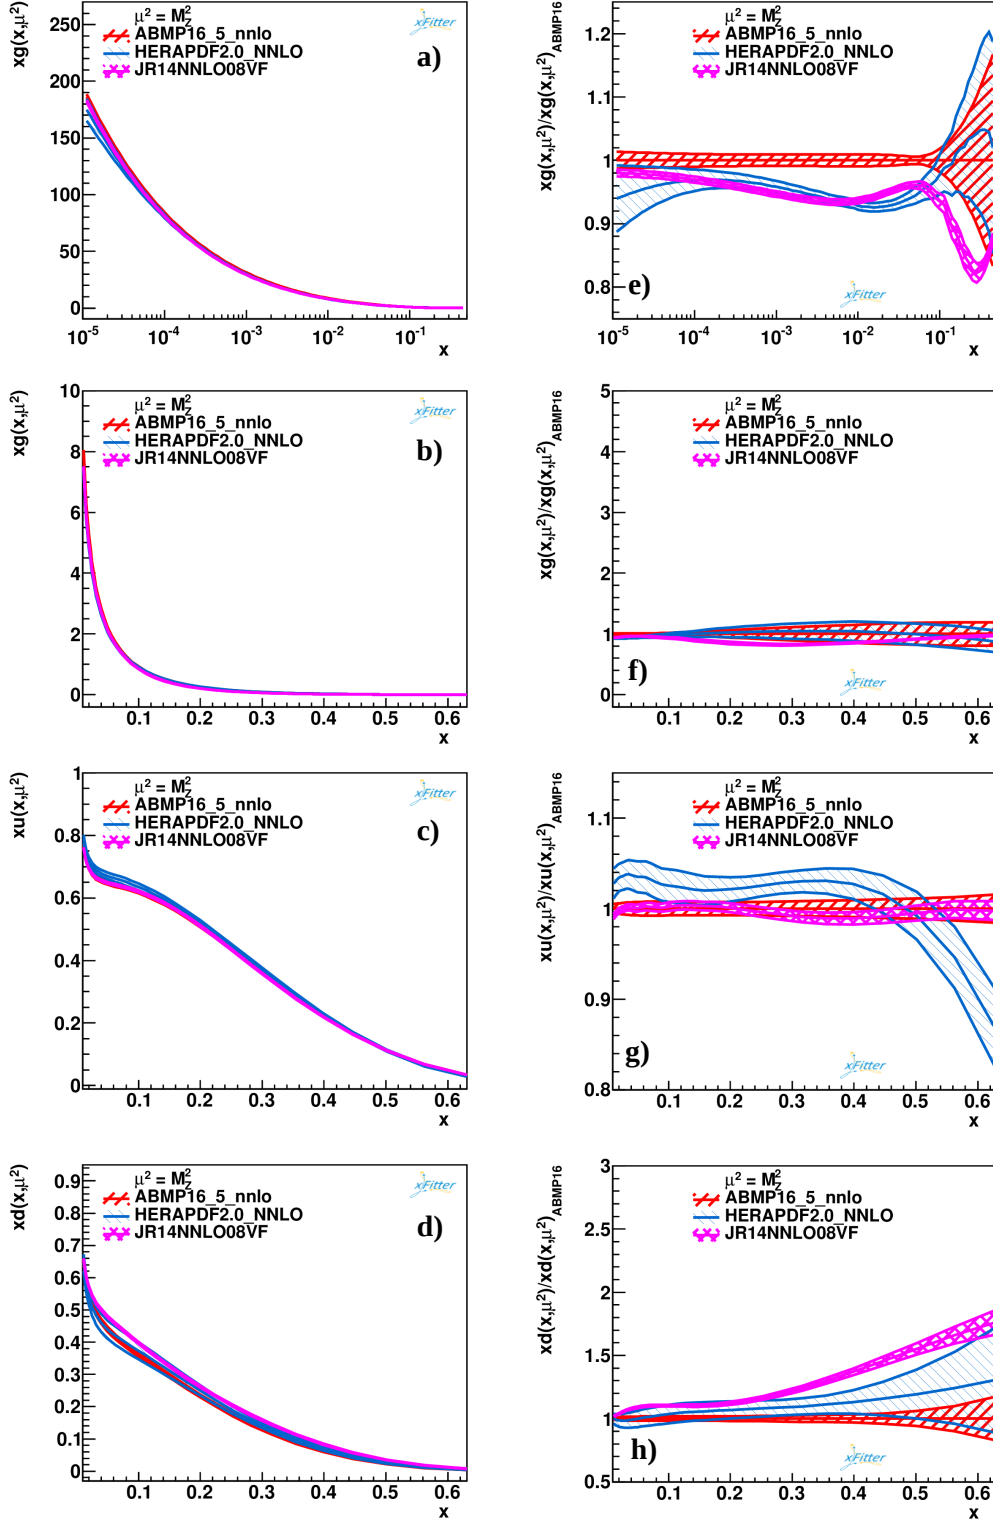 xg(x,μ²)
μ² = M_Z²
ABMP16_5_nnlo
HERAPDF2.0_NNLO
JR14NNLO08VF
xFitter
a)
250
200
150
100
50
0
10⁻⁵ 10⁻⁴ 10⁻³ 10⁻² 10⁻¹
x
xg(x,μ²)/xg(x,μ²)_ABMP16
μ² = M_Z²
ABMP16_5_nnlo
HERAPDF2.0_NNLO
JR14NNLO08VF
1.2
1.1
1
0.9
0.8
e)
xFitter
10⁻⁵ 10⁻⁴ 10⁻³ 10⁻² 10⁻¹
x
xg(x,μ²)
μ² = M_Z²
ABMP16_5_nnlo
HERAPDF2.0_NNLO
JR14NNLO08VF
xFitter
b)
10
8
6
4
2
0
0.1 0.2 0.3 0.4 0.5 0.6
x
xg(x,μ²)/xg(x,μ²)_ABMP16
μ² = M_Z²
ABMP16_5_nnlo
HERAPDF2.0_NNLO
JR14NNLO08VF
5
4
3
2
1
0
f)
xFitter
0.1 0.2 0.3 0.4 0.5 0.6
x
xu(x,μ²)
μ² = M_Z²
ABMP16_5_nnlo
HERAPDF2.0_NNLO
JR14NNLO08VF
xFitter
c)
1
0.8
0.6
0.4
0.2
0
0.1 0.2 0.3 0.4 0.5 0.6
x
xu(x,μ²)/xu(x,μ²)_ABMP16
μ² = M_Z²
ABMP16_5_nnlo
HERAPDF2.0_NNLO
JR14NNLO08VF
1.1
1
0.9
0.8
g)
xFitter
0.1 0.2 0.3 0.4 0.5 0.6
x
xd(x,μ²)
μ² = M_Z²
ABMP16_5_nnlo
HERAPDF2.0_NNLO
JR14NNLO08VF
xFitter
d)
0.9
0.8
0.7
0.6
0.5
0.4
0.3
0.2
0.1
0
0.1 0.2 0.3 0.4 0.5 0.6
x
xd(x,μ²)/xd(x,μ²)_ABMP16
μ² = M_Z²
ABMP16_5_nnlo
HERAPDF2.0_NNLO
JR14NNLO08VF
3
2.5
2
1.5
1
0.5
h)
xFitter
0.1 0.2 0.3 0.4 0.5 0.6
x